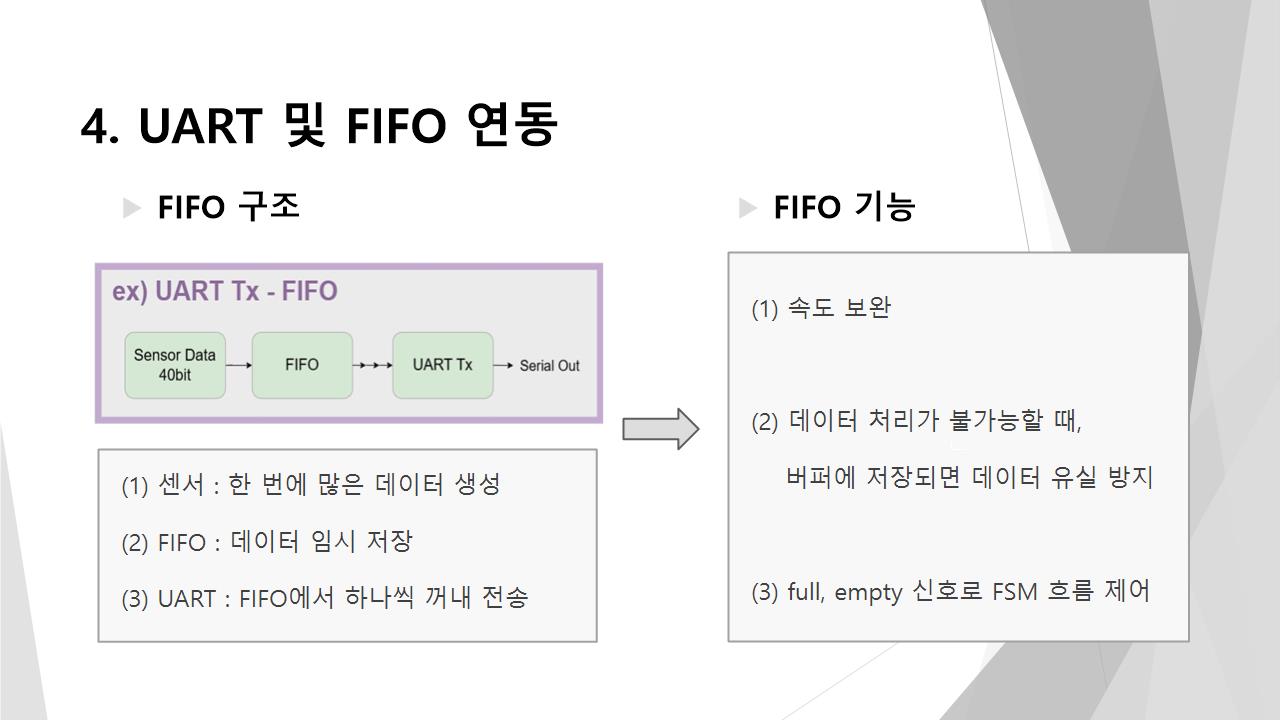 4. UART 및 FIFO 연동
FIFO 구조
ex) UART Tx - FIFO
Sensor Data
40bit
FIFO
UART Tx
Serial Out
(1) 센서 : 한 번에 많은 데이터 생성
(2) FIFO : 데이터 임시 저장
(3) UART : FIFO에서 하나씩 꺼내 전송
FIFO 기능
(1) 속도 보완
(2) 데이터 처리가 불가능할 때,
버퍼에 저장되면 데이터 유실 방지
(3) full, empty 신호로 FSM 흐름 제어